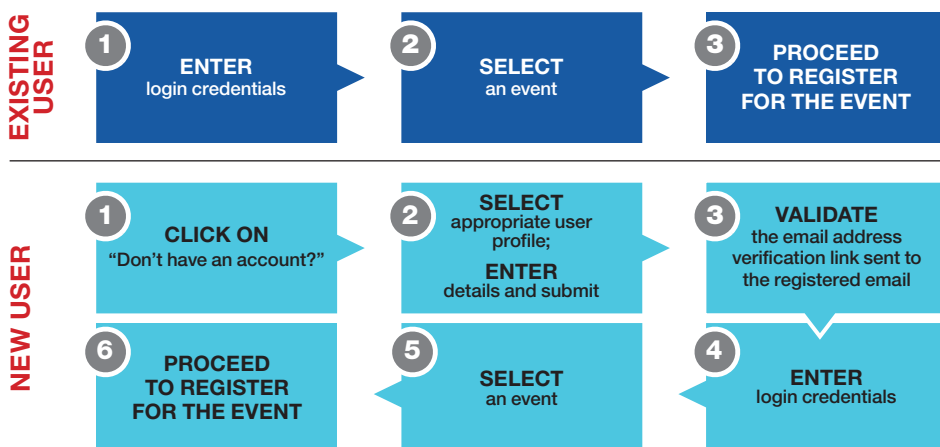 EXISTING
USER
1
ENTER
login credentials
2
SELECT
an event
3
PROCEED
TO REGISTER
FOR THE EVENT
NEW USER
1
CLICK ON
“Don’t have an account?”
2
SELECT
appropriate user
profile;
ENTER
details and submit
3
VALIDATE
the email address
verification link sent to
the registered email
4
ENTER
login credentials
5
SELECT
an event
6
PROCEED
TO REGISTER
FOR THE EVENT